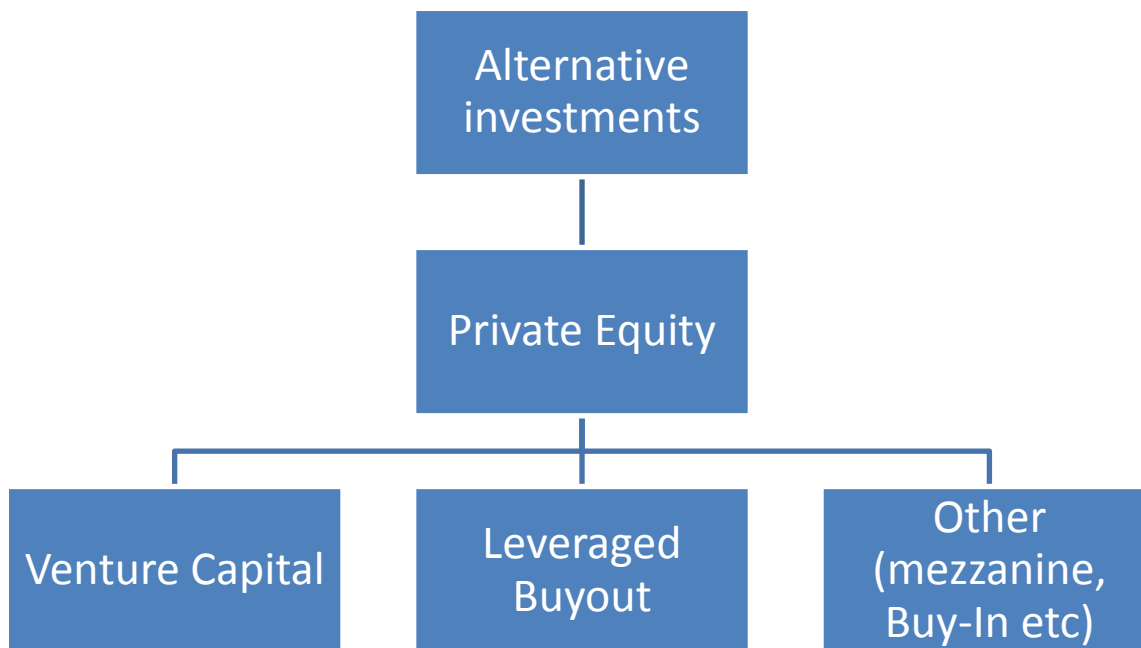 Alternative
investments
Private Equity
Venture Capital
Leveraged
Buyout
Other
(mezzanine,
Buy-In etc)